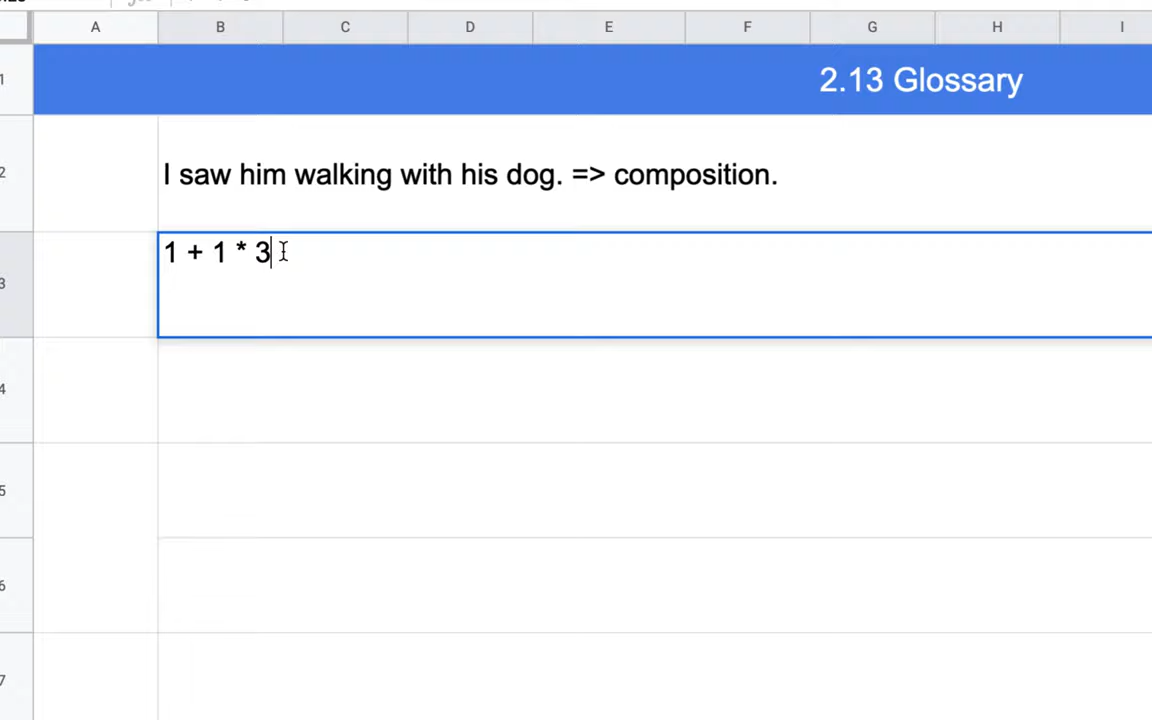 A B C D E F G H I
1 2.13 Glossary
2 I saw him walking with his dog. => composition.
3 1 + 1 * 3
4
5
6
7